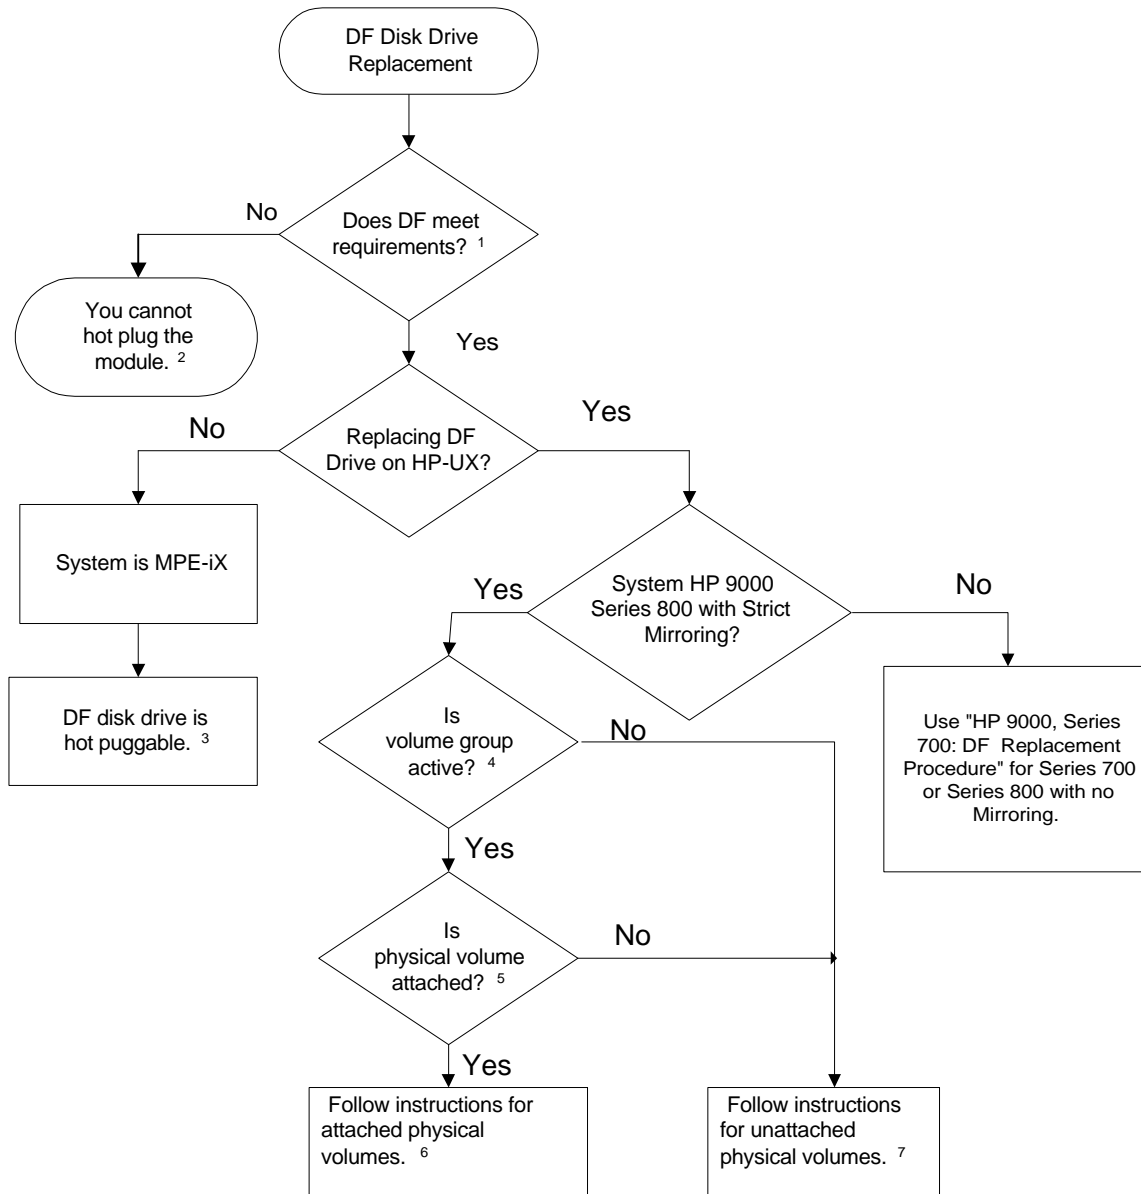 DF Disk Drive
Replacement
No
Does DF meet
requirements? 1
You cannot
hot plug the
module. 2
Yes
No
Yes
Replacing DF
Drive on HP-UX?
System is MPE-iX
Yes
System HP 9000
Series 800 with Strict
Mirroring?
No
DF disk drive is
hot puggable. 3
Is
volume group
active? 4
No
Use "HP 9000, Series
700: DF Replacement
Procedure" for Series 700
or Series 800 with no
Mirroring.
Yes
Is
physical volume
attached? 5
No
Yes
Follow instructions for
attached physical
volumes. 6
Follow instructions
for unattached
physical volumes. 7